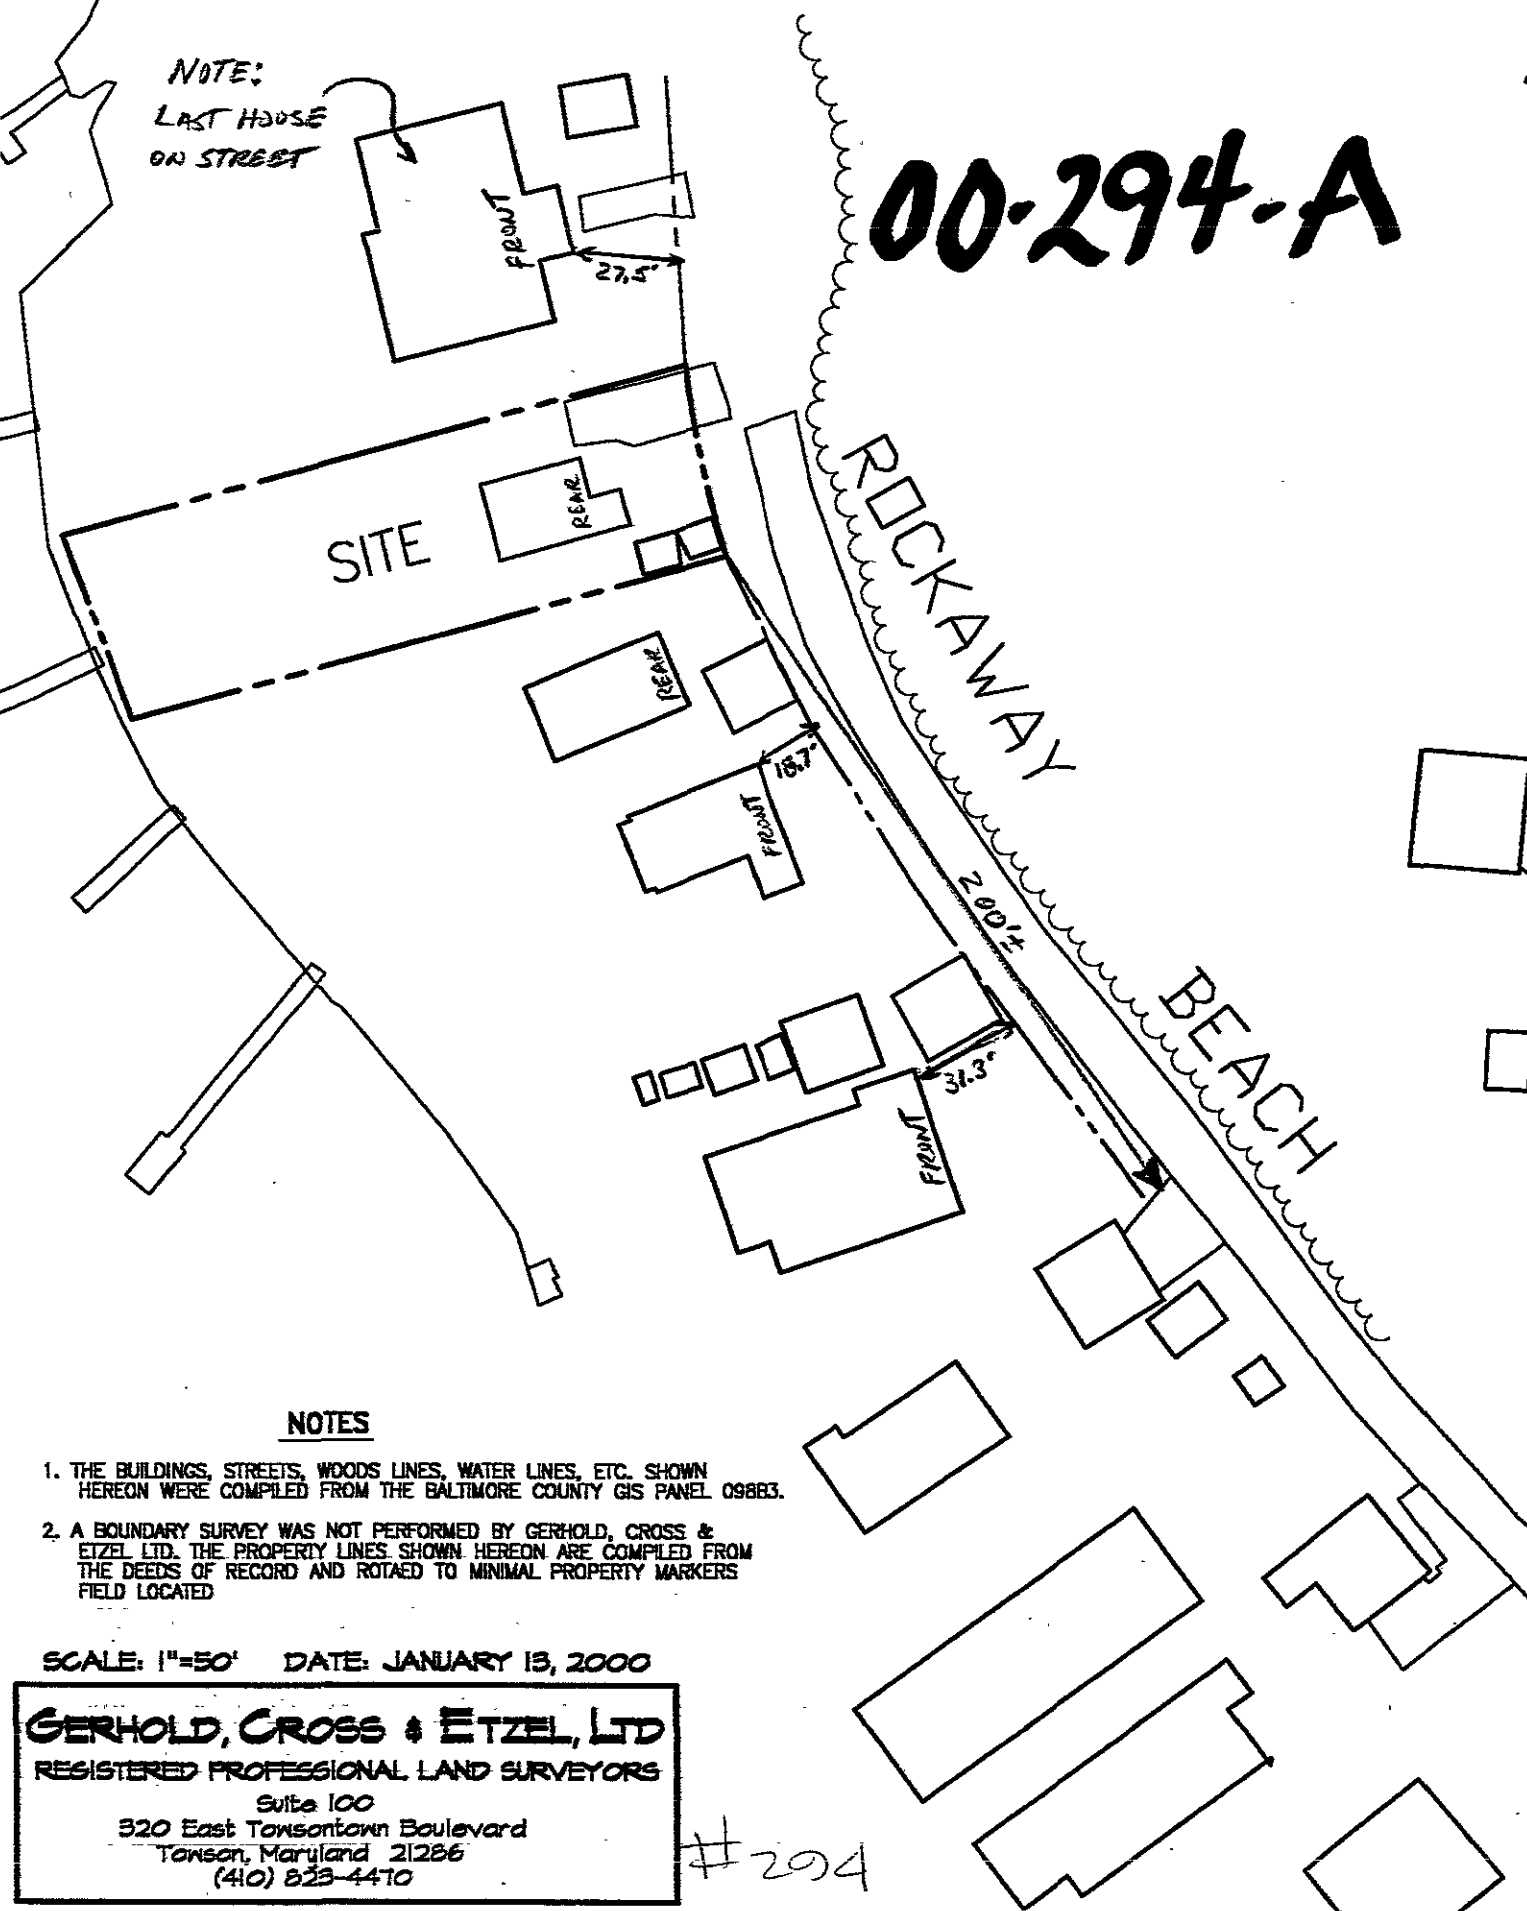 NOTE:
LAST HOUSE
ON STREET
00-294-A
FRONT
27.5'
REAR
SITE
ROCKAWAY
REAR
18.7'
FRONT
200'±
BEACH
31.3'
FRONT
NOTES
1. THE BUILDINGS, STREETS, WOODS LINES, WATER LINES, ETC. SHOWN
HEREON WERE COMPILED FROM THE BALTIMORE COUNTY GIS PANEL 098B3.
2. A BOUNDARY SURVEY WAS NOT PERFORMED BY GERHOLD, CROSS &
ETZEL LTD. THE PROPERTY LINES SHOWN HEREON ARE COMPILED FROM
THE DEEDS OF RECORD AND ROTAED TO MINIMAL PROPERTY MARKERS
FIELD LOCATED
SCALE: 1"=50' DATE: JANUARY 13, 2000
GERHOLD, CROSS & ETZEL, LTD
REGISTERED PROFESSIONAL LAND SURVEYORS
Suite 100
320 East Towsontown Boulevard
Towson, Maryland 21286
(410) 823-4470
#294